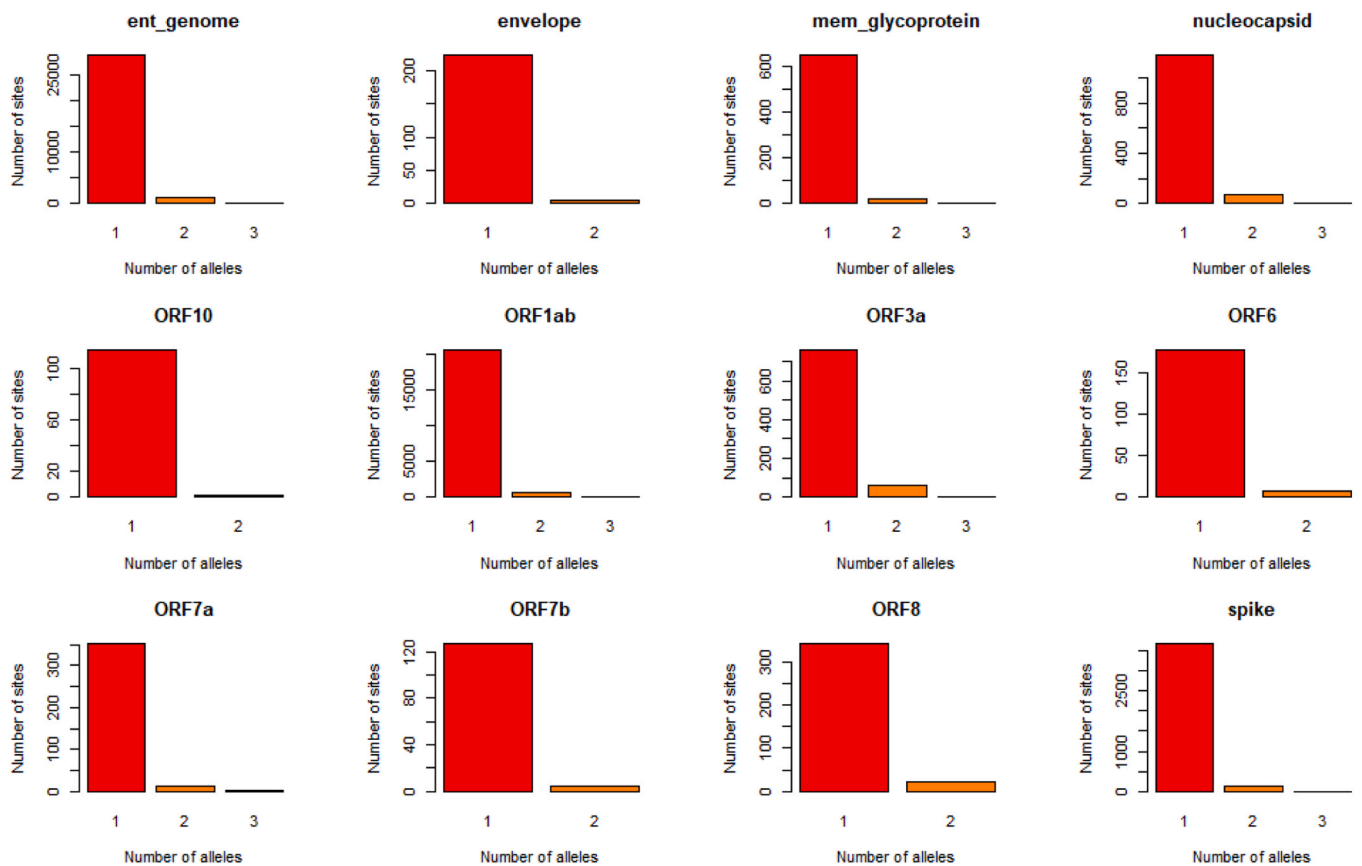 ent_genome
envelope
mem_glycoprotein
nucleocapsid
Number of sites
0 10000 25000
1 2 3
Number of alleles
Number of sites
0 50 100 200
1 2
Number of alleles
Number of sites
0 200 400 600
1 2 3
Number of alleles
Number of sites
0 400 800
1 2 3
Number of alleles
ORF10
ORF1ab
ORF3a
ORF6
Number of sites
0 20 60 100
1 2
Number of alleles
Number of sites
0 5000 15000
1 2 3
Number of alleles
Number of sites
0 200 400 600
1 2 3
Number of alleles
Number of sites
0 50 100 150
1 2
Number of alleles
ORF7a
ORF7b
ORF8
spike
Number of sites
0 100 200 300
1 2 3
Number of alleles
Number of sites
0 40 80 120
1 2
Number of alleles
Number of sites
0 100 200 300
1 2
Number of alleles
Number of sites
0 1000 2500
1 2 3
Number of alleles